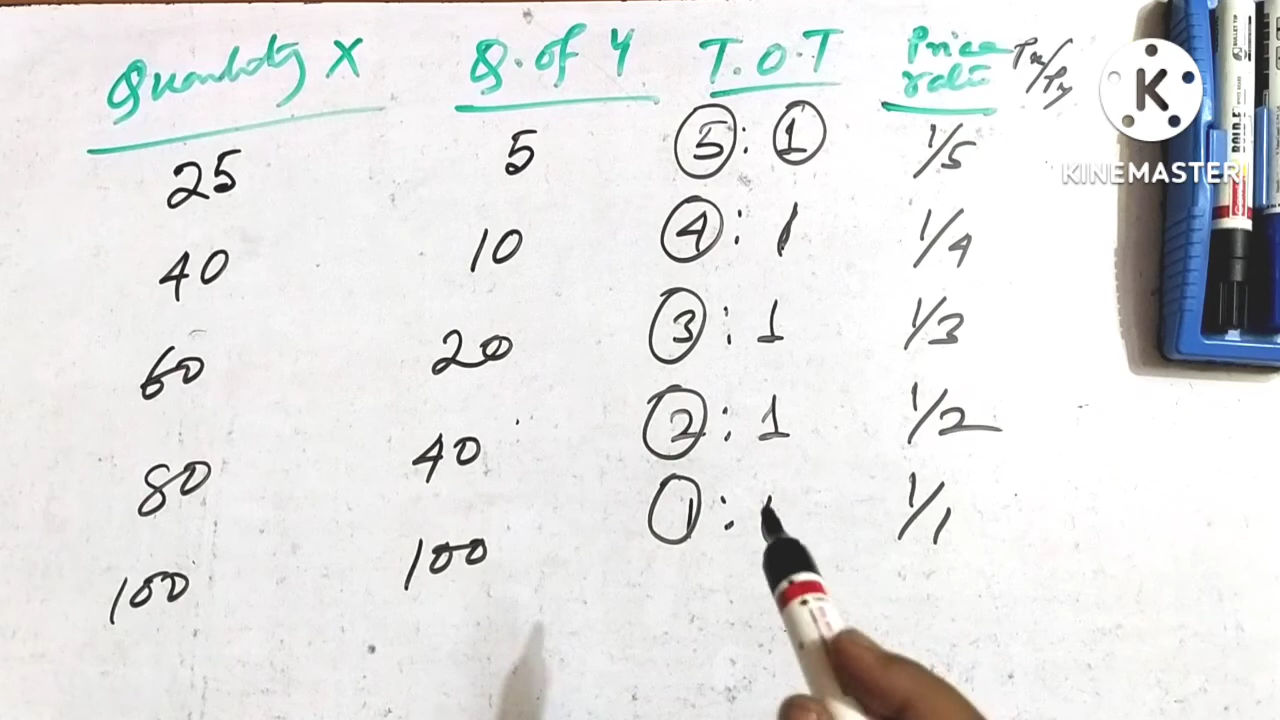 Quantity X Q. of Y T.O.T Price ratio Px/Py
25 5 5 : 1 1/5
40 10 4 : 1 1/4
60 20 3 : 1 1/3
80 40 2 : 1 1/2
100 100 1 : 1 1/1
K
KINEMASTER